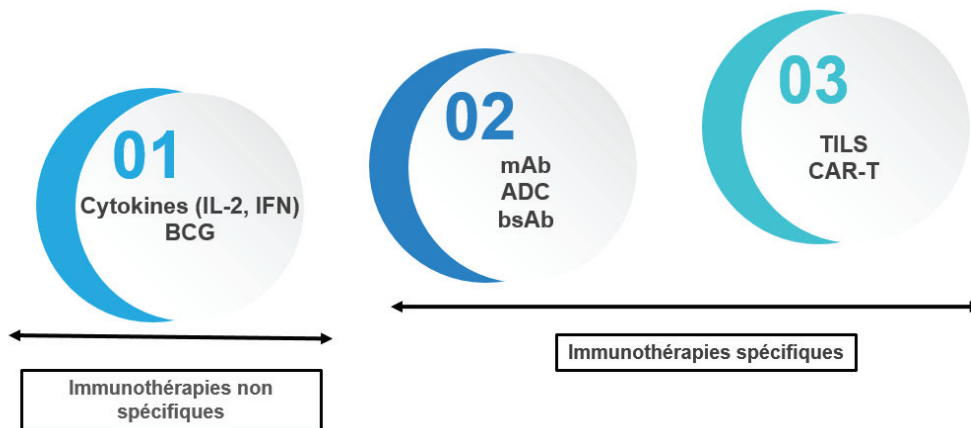 01
Cytokines (IL-2, IFN)
BCG
02
mAb
ADC
bsAb
03
TILS
CAR-T
Immunothérapies non
spécifiques
Immunothérapies spécifiques